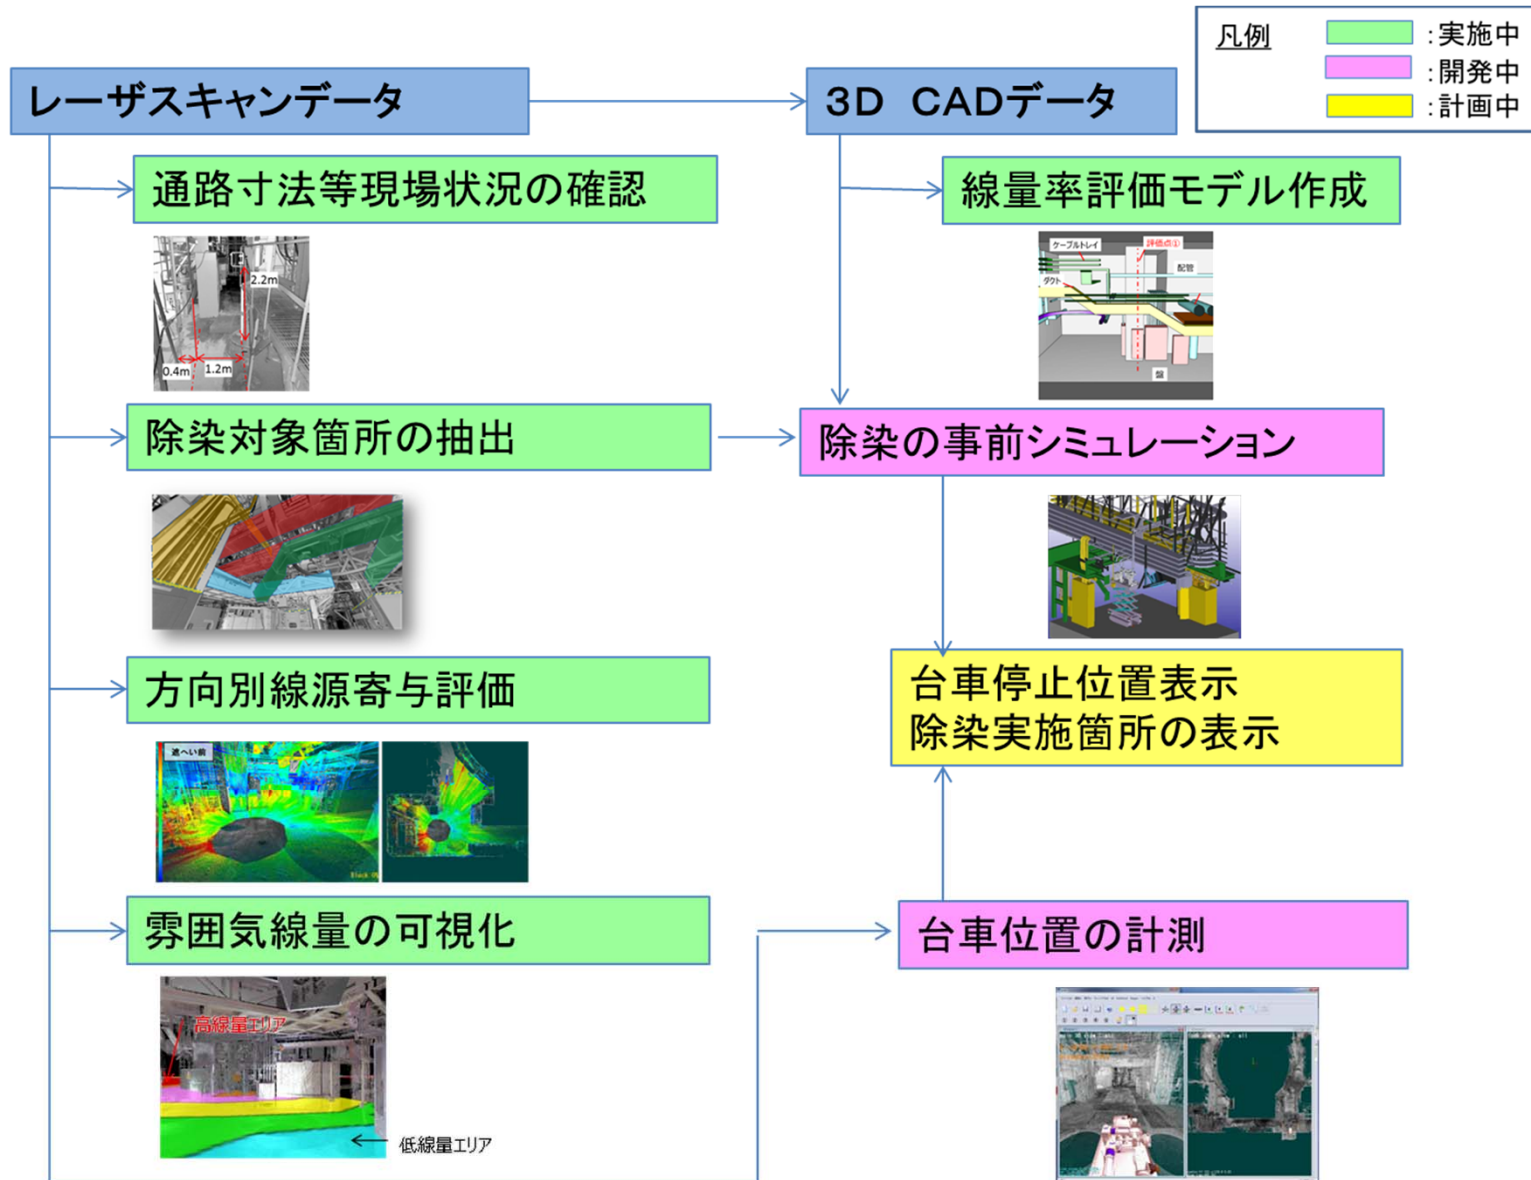 凡例
:実施中
:開発中
:計画中
レーザスキャンデータ
3D CADデータ
通路寸法等現場状況の確認
線量率評価モデル作成
2.2m
0.4m
1.2m
ケーブルトレイ
評価点①
配管
ダクト
盤
除染対象箇所の抽出
除染の事前シミュレーション
方向別線源寄与評価
台車停止位置表示
除染実施箇所の表示
遮へい前
雰囲気線量の可視化
台車位置の計測
高線量エリア
低線量エリア